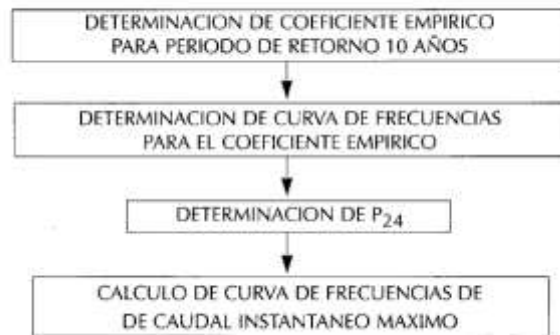 DETERMINACION DE COEFICIENTE EMPIRICO
PARA PERIODO DE RETORNO 10 AÑOS
DETERMINACION DE CURVA DE FRECUENCIAS
PARA EL COEFICIENTE EMPIRICO
DETERMINACION DE P24
CALCULO DE CURVA DE FRECUENCIAS DE
DE CAUDAL INSTANTANEO MAXIMO